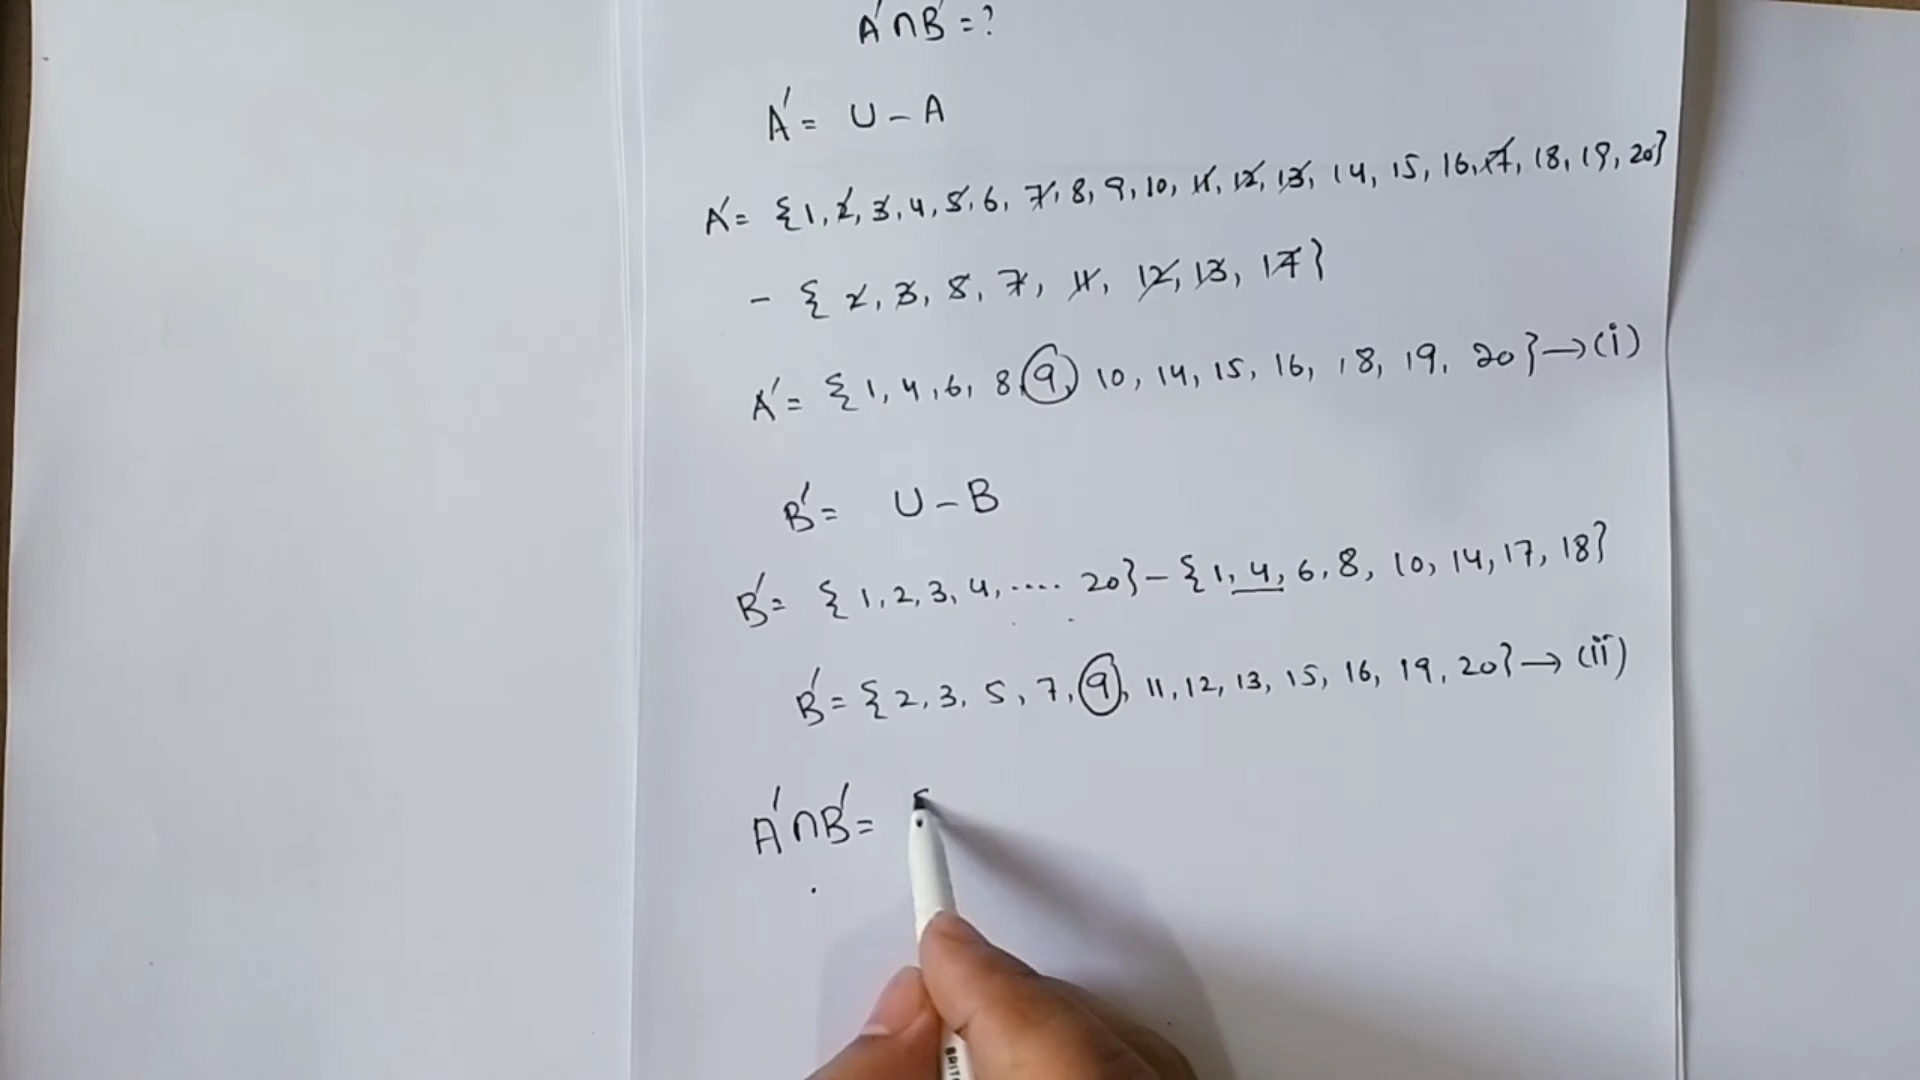 A′∩B′ = ?
A′ = U – A
A′ = {1, 2, 3, 4, 5, 6, 7, 8, 9, 10, 11, 12, 13, 14, 15, 16, 17, 18, 19, 20}
– {2, 3, 5, 7, 11, 12, 13, 17}
A′ = {1, 4, 6, 8, 9, 10, 14, 15, 16, 18, 19, 20} → (i)
B′ = U – B
B′ = {1, 2, 3, 4, .... 20} – {1, 4, 6, 8, 10, 14, 17, 18}
B′ = {2, 3, 5, 7, 9, 11, 12, 13, 15, 16, 19, 20} → (ii)
A′∩B′ =